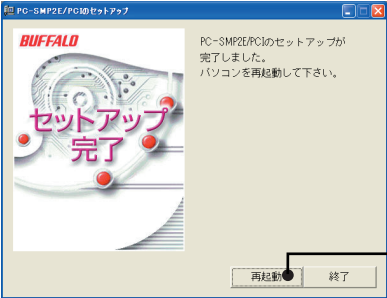 PC-SMP2E/PCIのセットアップ
BUFFALO
セットアップ
完了
PC-SMP2E/PCIのセットアップが
完了しました。
パソコンを再起動して下さい。
再起動
終了